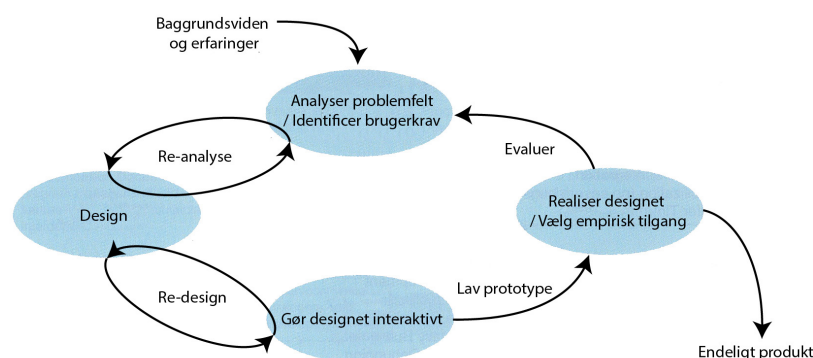 Baggrundsviden
og erfaringer
Analyser problemfelt
/ Identificer brugerkrav
Re-analyse
Evaluer
Design
Realiser designet
/ Vælg empirisk tilgang
Re-design
Lav prototype
Gør designet interaktivt
Endeligt produkt